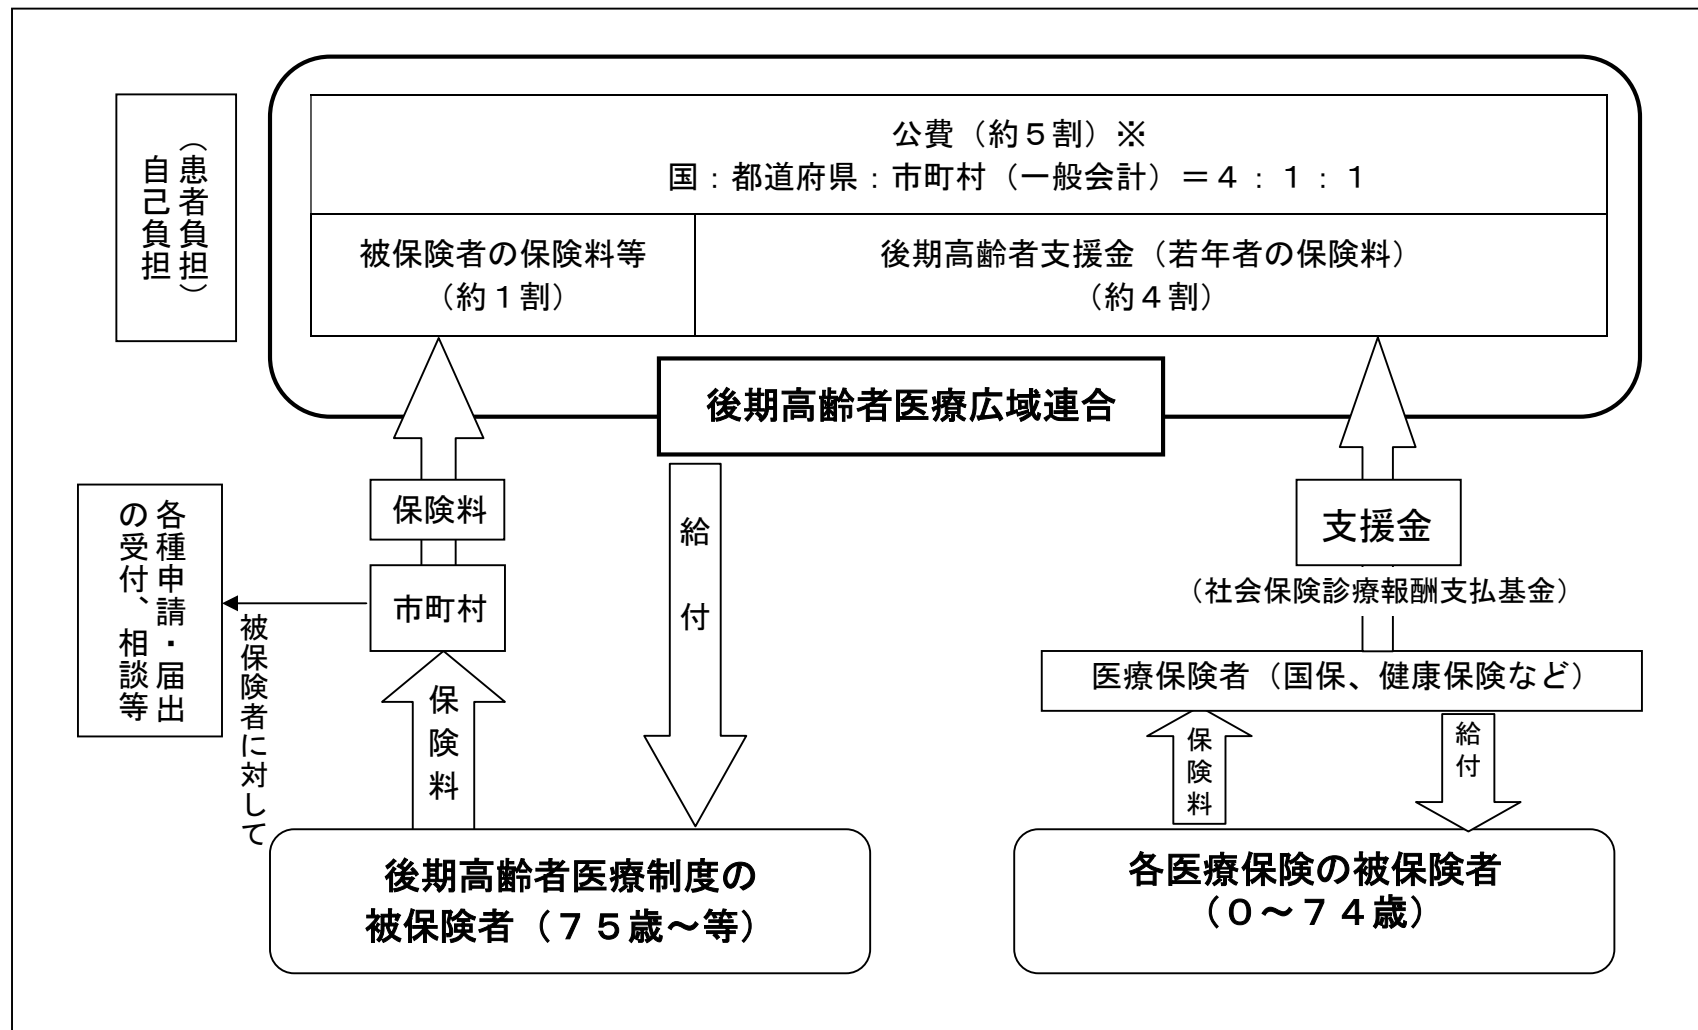 公費（約５割）※
国：都道府県：市町村（一般会計）＝４：１：１
（患者負担）
自己負担
被保険者の保険料等
（約１割）
後期高齢者支援金（若年者の保険料）
（約４割）
後期高齢者医療広域連合
保険料
給付
支援金
（社会保険診療報酬支払基金）
各種申請・届出
の受付、相談等
市町村
被保険者に対して
保険料
医療保険者（国保、健康保険など）
保険料
給付
後期高齢者医療制度の
被保険者（７５歳～等）
各医療保険の被保険者
（０～７４歳）